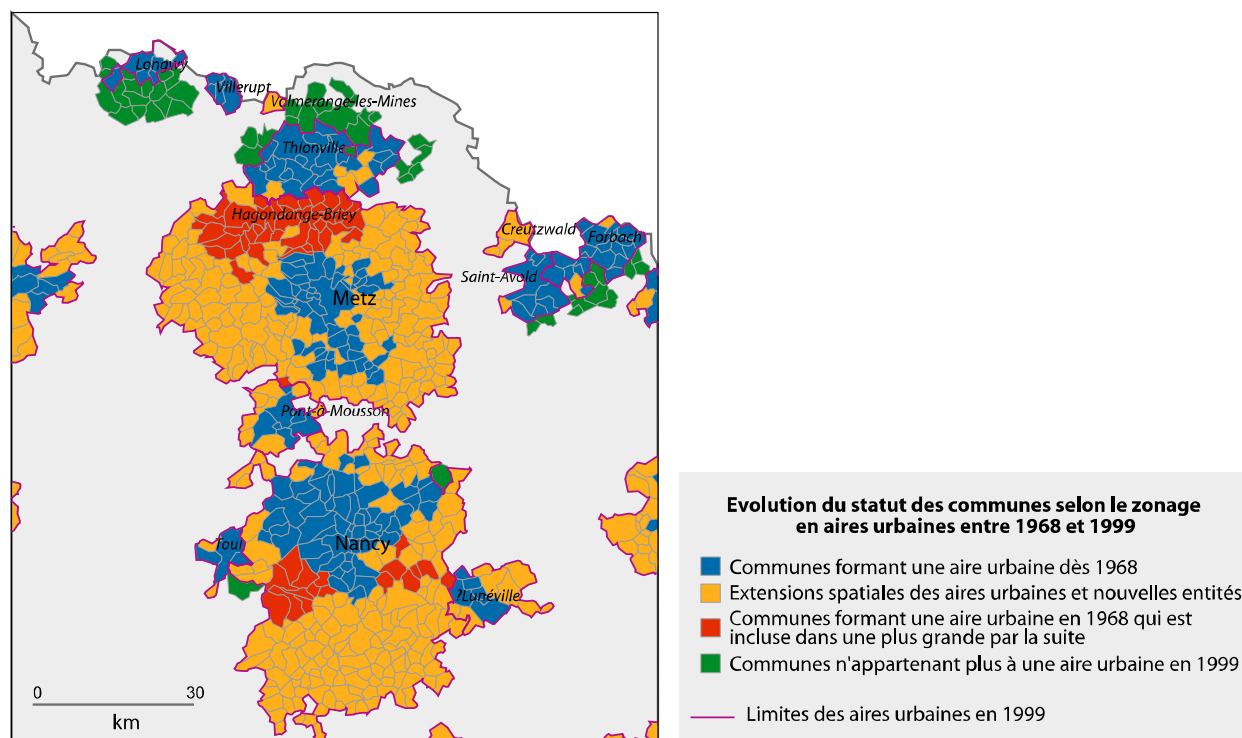 Longwy
Villerupt
Volmerange-les-Mines
Thionville
Hagondange-Briey
Creutzwald
Forbach
Saint-Avold
Metz
Pont-à-Mousson
Toul
Nancy
?Lunéville
0 30
km
Evolution du statut des communes selon le zonage
en aires urbaines entre 1968 et 1999
Communes formant une aire urbaine dès 1968
Extensions spatiales des aires urbaines et nouvelles entités
Communes formant une aire urbaine en 1968 qui est
incluse dans une plus grande par la suite
Communes n'appartenant plus à une aire urbaine en 1999
Limites des aires urbaines en 1999